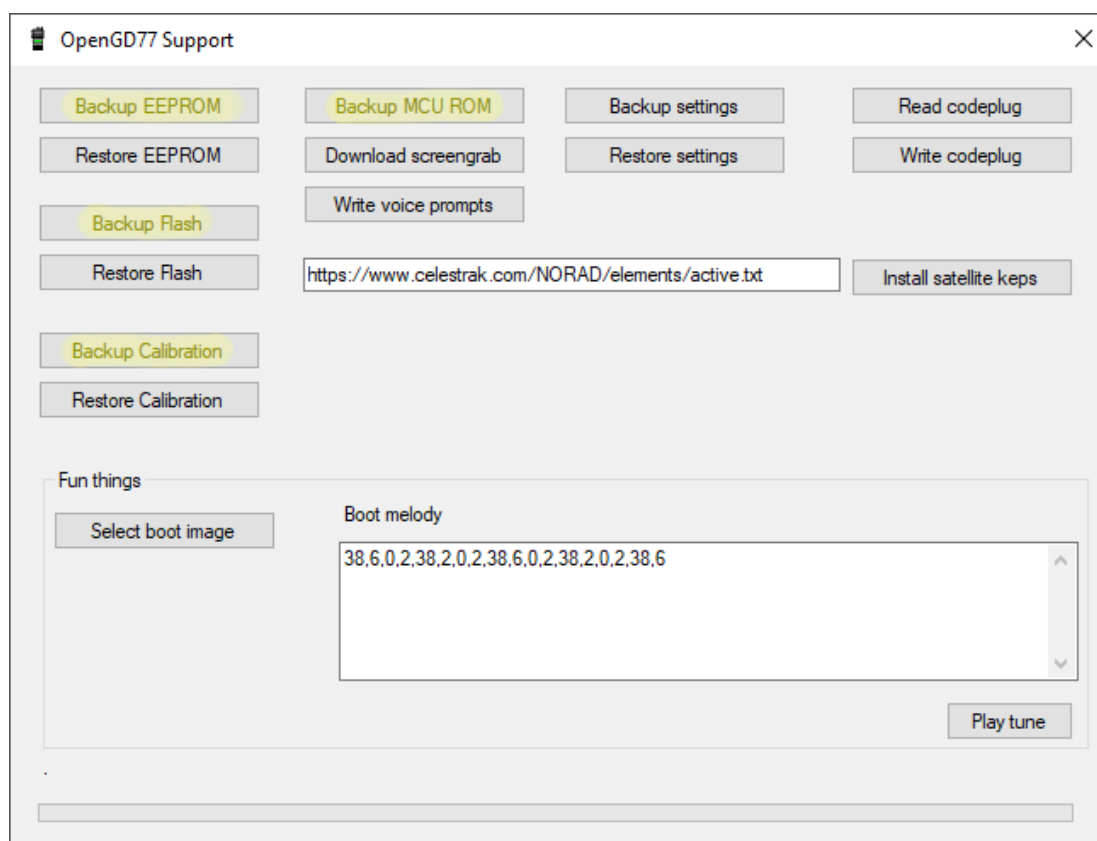 OpenGD77 Support
Backup EEPROM
Backup MCU ROM
Backup settings
Read codeplug
Restore EEPROM
Download screengrab
Restore settings
Write codeplug
Write voice prompts
Backup Flash
Restore Flash
https://www.celestrak.com/NORAD/elements/active.txt
Install satellite keps
Backup Calibration
Restore Calibration
Fun things
Select boot image
Boot melody
38,6,0,2,38,2,0,2,38,6,0,2,38,2,0,2,38,6
Play tune
.